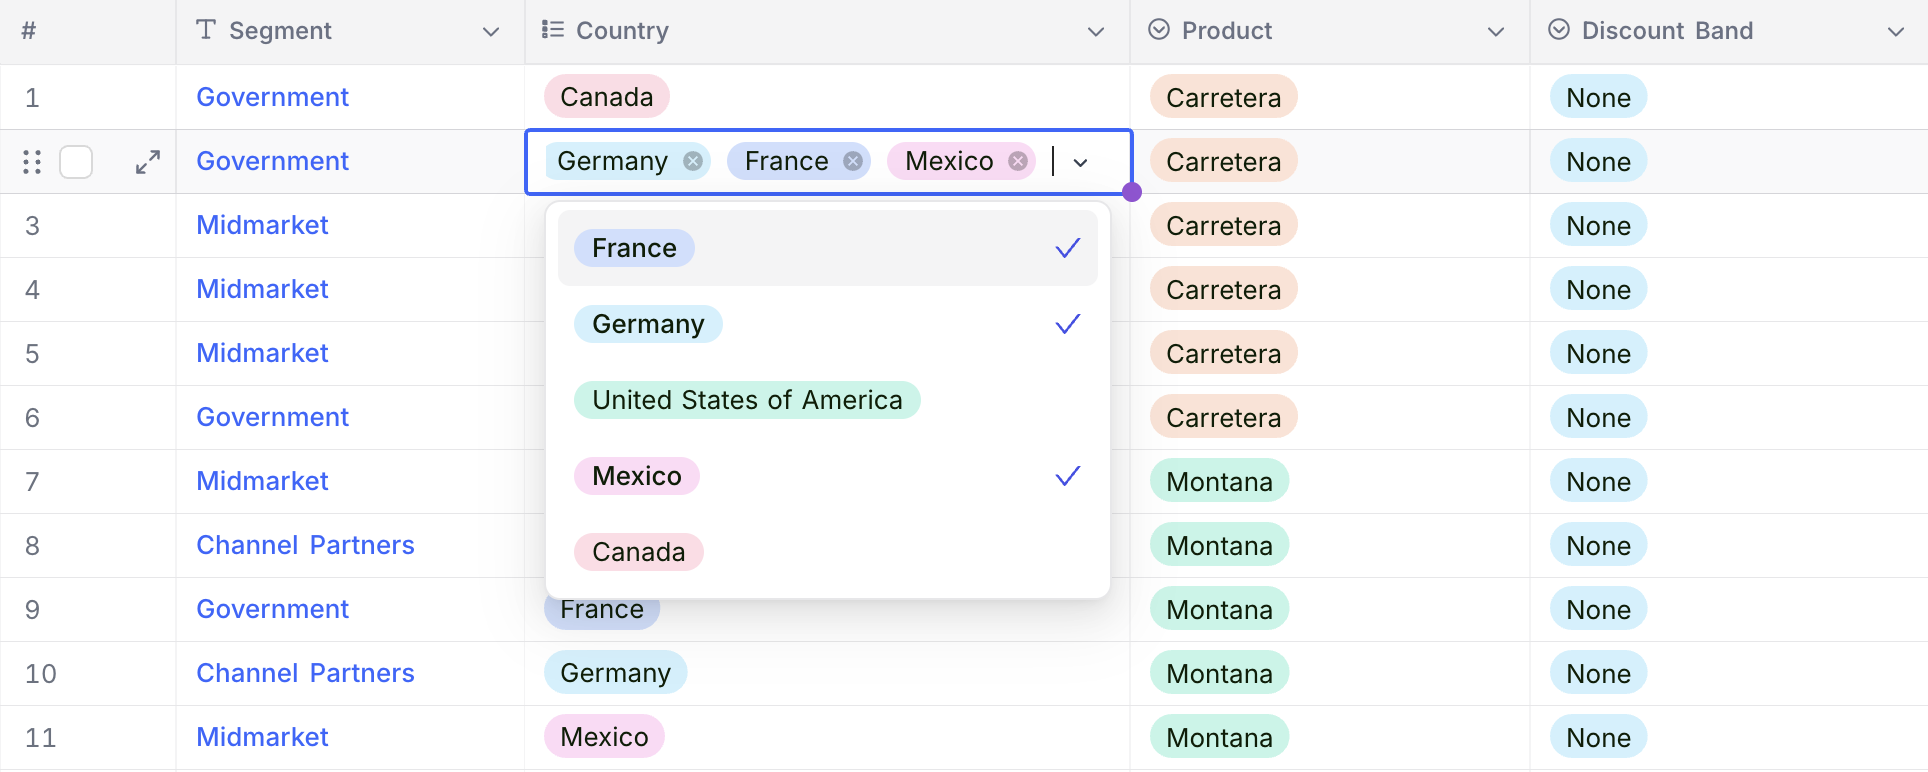 # Segment Country Product Discount Band
1 Government Canada Carretera None
Government Germany France Mexico Carretera None
3 Midmarket Carretera None
France
4 Midmarket Carretera None
Germany
5 Midmarket Carretera None
United States of America
6 Government Carretera None
Mexico
7 Midmarket Montana None
Canada
8 Channel Partners Montana None
9 Government France Montana None
10 Channel Partners Germany Montana None
11 Midmarket Mexico Montana None